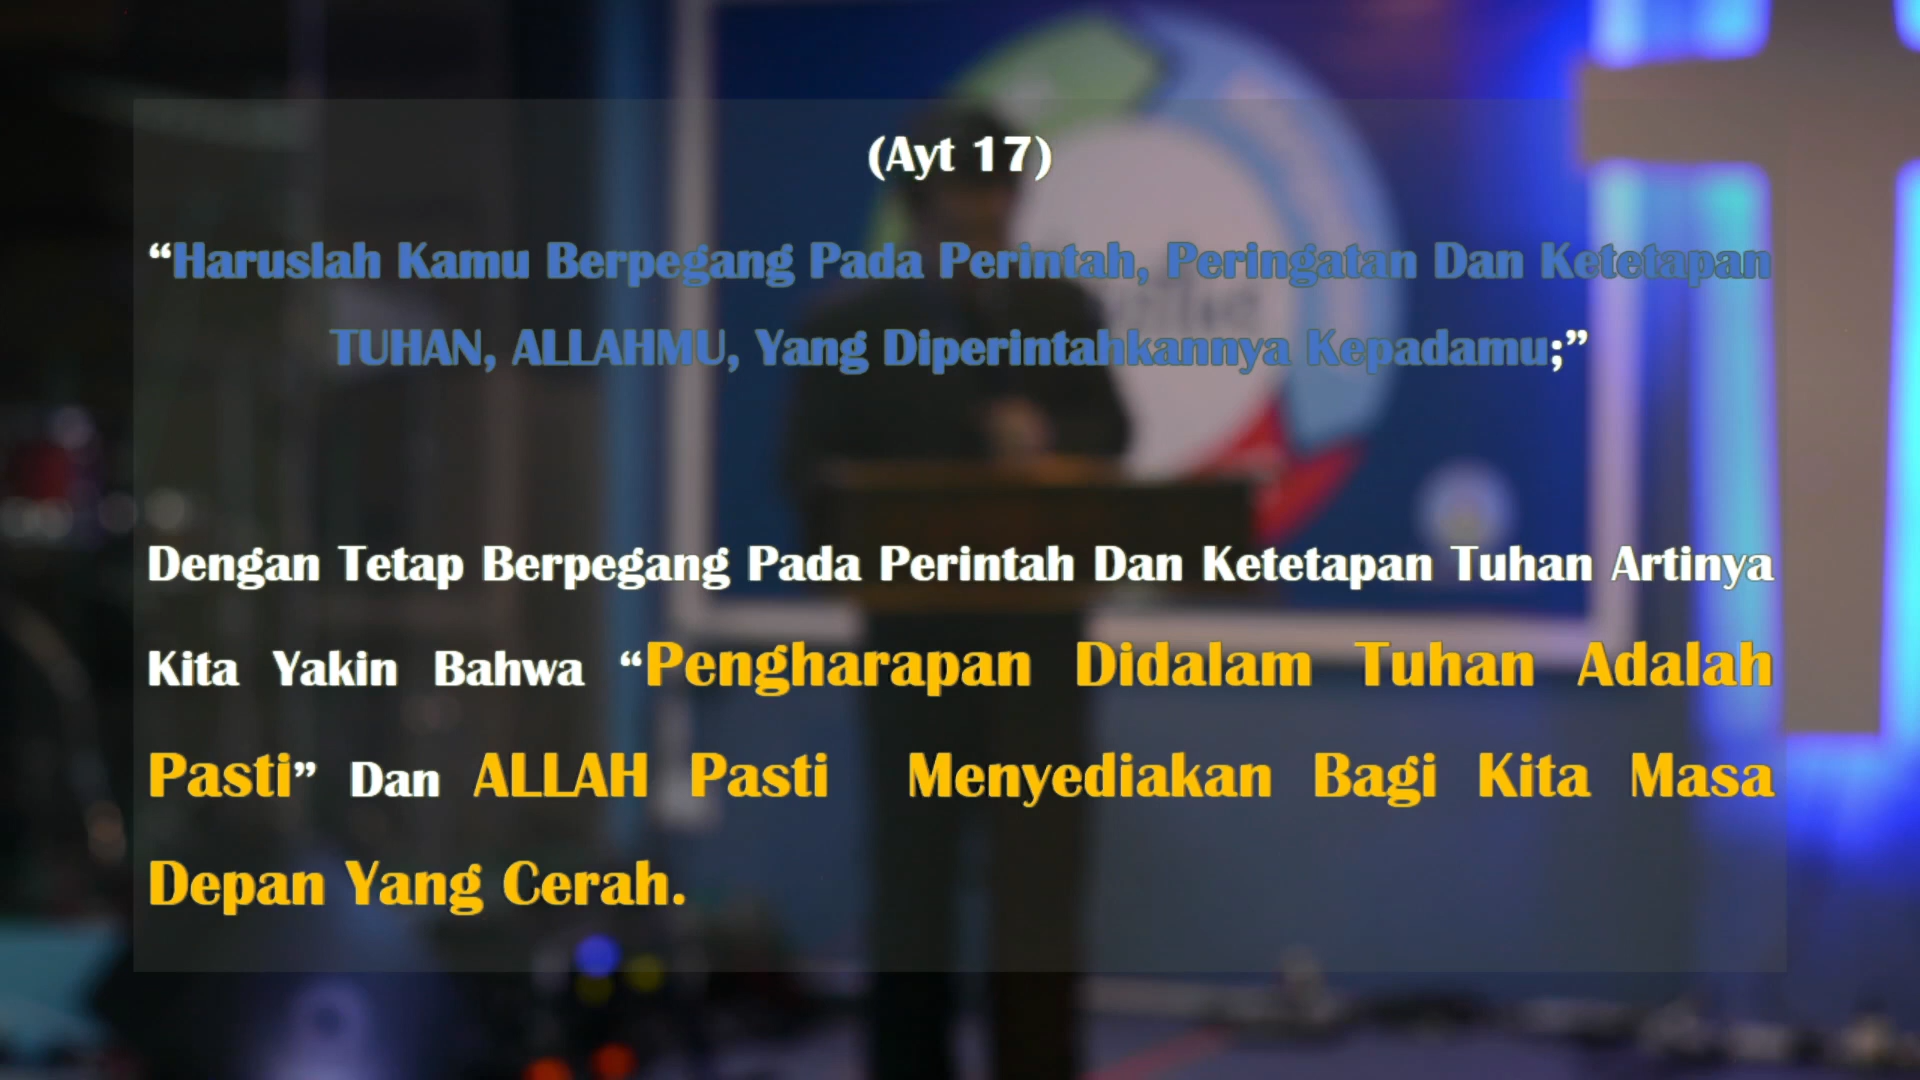 (Ayt 17)
“Haruslah Kamu Berpegang Pada Perintah, Peringatan Dan Ketetapan
TUHAN, ALLAHMU, Yang Diperintahkannya Kepadamu;”
Dengan Tetap Berpegang Pada Perintah Dan Ketetapan Tuhan Artinya
Kita Yakin Bahwa “Pengharapan Didalam Tuhan Adalah
Pasti” Dan ALLAH Pasti Menyediakan Bagi Kita Masa
Depan Yang Cerah.